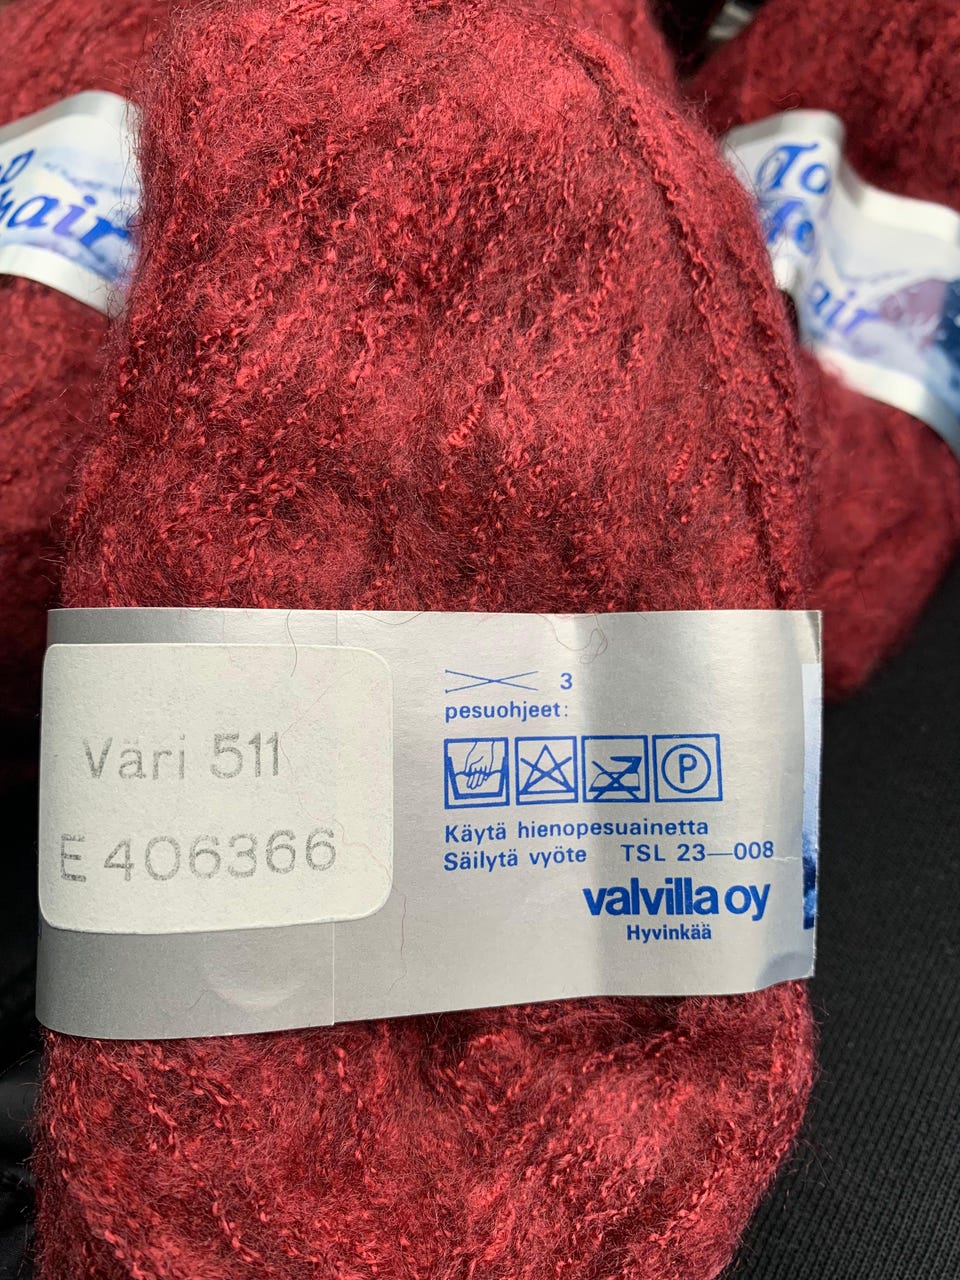 Väri 511
E 406366
3
pesuohjeet:
P
Käytä hienopesuainetta
Säilytä vyöte TSL 23—008
valvilla oy
Hyvinkää